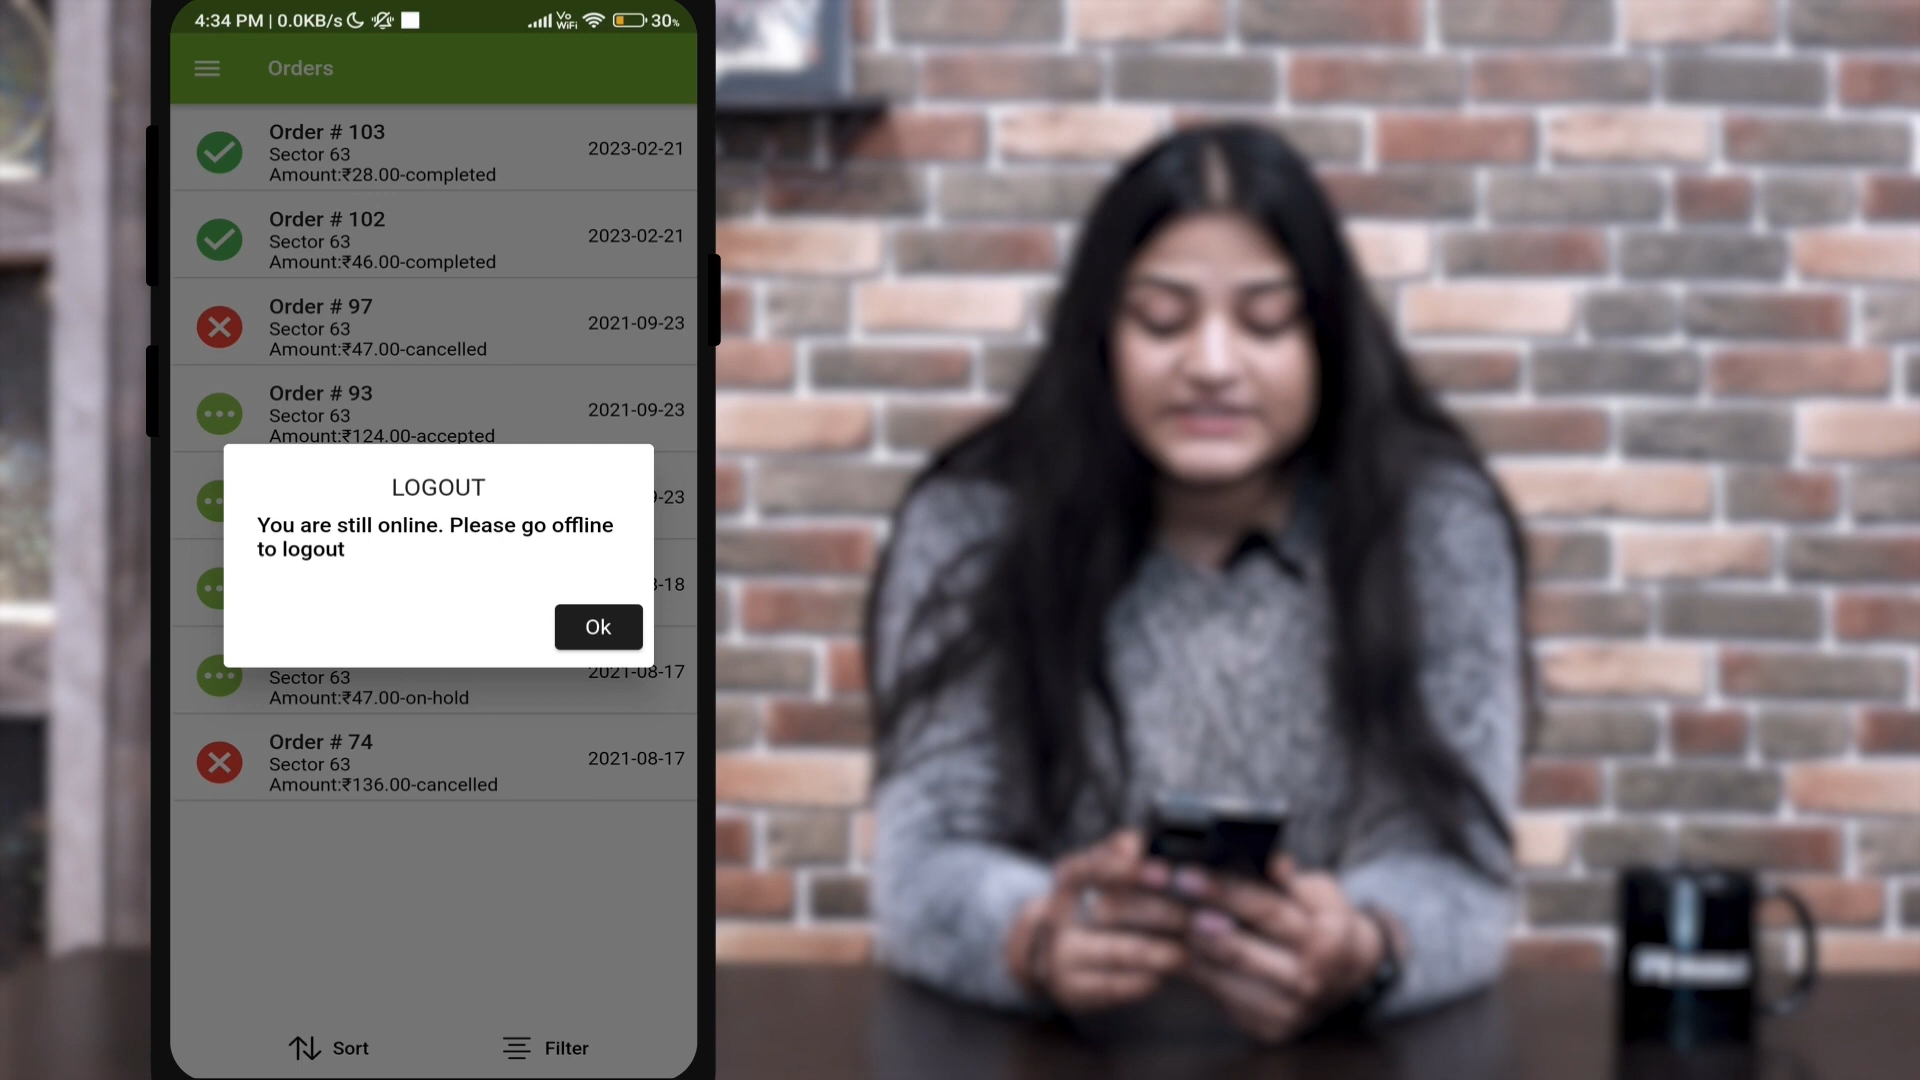 4:34 PM | 0.0KB/s
Vo
WiFi
30%
Orders
Order # 103
Sector 63
2023-02-21
Amount:₹28.00-completed
Order # 102
Sector 63
2023-02-21
Amount:₹46.00-completed
Order # 97
Sector 63
2021-09-23
Amount:₹47.00-cancelled
Order # 93
Sector 63
2021-09-23
Amount:₹124.00-accepted
LOGOUT
-23
You are still online. Please go offline
to logout
-18
Ok
2021-08-17
Sector 63
Amount:₹47.00-on-hold
Order # 74
Sector 63
2021-08-17
Amount:₹136.00-cancelled
Sort
Filter